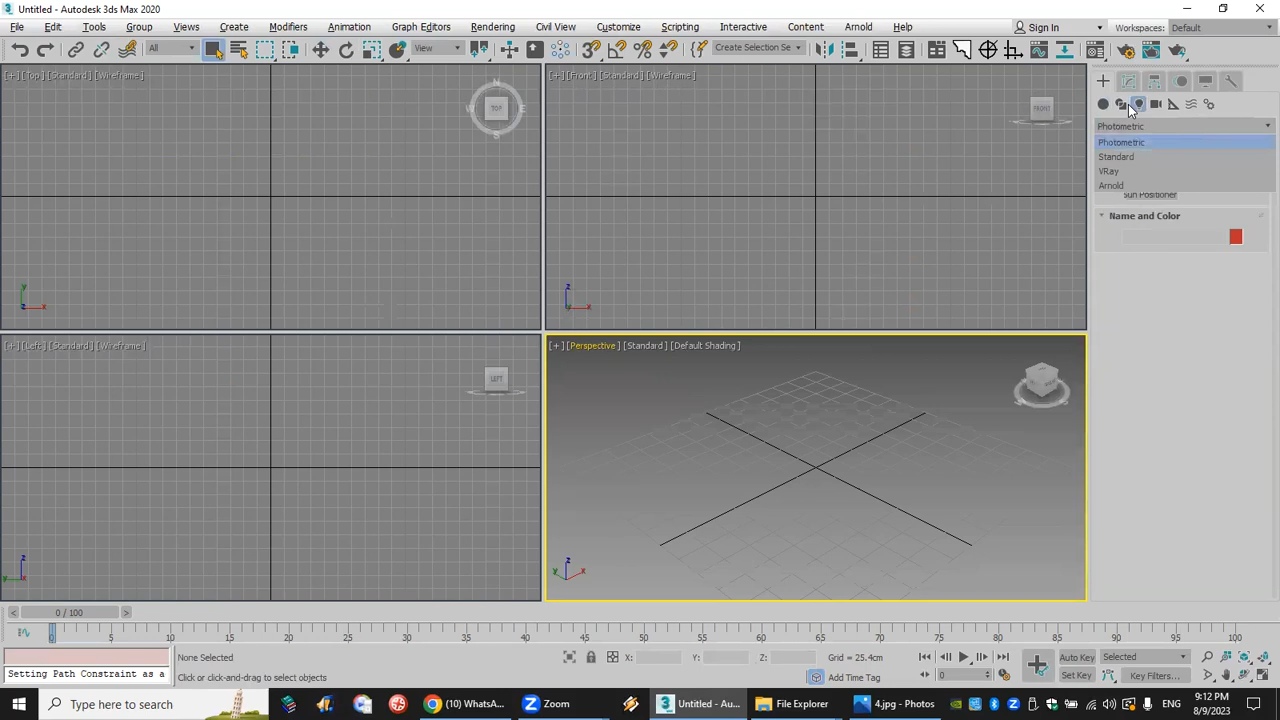 Untitled - Autodesk 3ds Max 2020
File Edit Tools Group Views Create Modifiers Animation Graph Editors Rendering Civil View Customize Scripting Interactive Content Arnold Help Sign In Workspaces: Default
All View Create Selection Se
[+] [Top] [Standard] [Wireframe]
N
W TOP E
S
[+] [Front] [Standard] [Wireframe]
FRONT
Photometric
Photometric
Standard
VRay
Arnold
Sun Positioner
Name and Color
y x
z x
[+] [Left] [Standard] [Wireframe]
LEFT
[+] [Perspective] [Standard] [Default Shading]
z
y
z
y x
< 0 / 100 >
0 5 10 15 20 25 30 35 40 45 50 55 60 65 70 75 80 85 90 95 100
None Selected X: Y: Z: Grid = 25.4cm Auto Key Selected
Setting Path Constraint as a Click or click-and-drag to select objects Add Time Tag 0 Set Key Key Filters...
Type here to search (1) WhatsA... Zoom Untitled - Au... File Explorer 4.jpg - Photos ENG 9:12 PM
8/9/2023